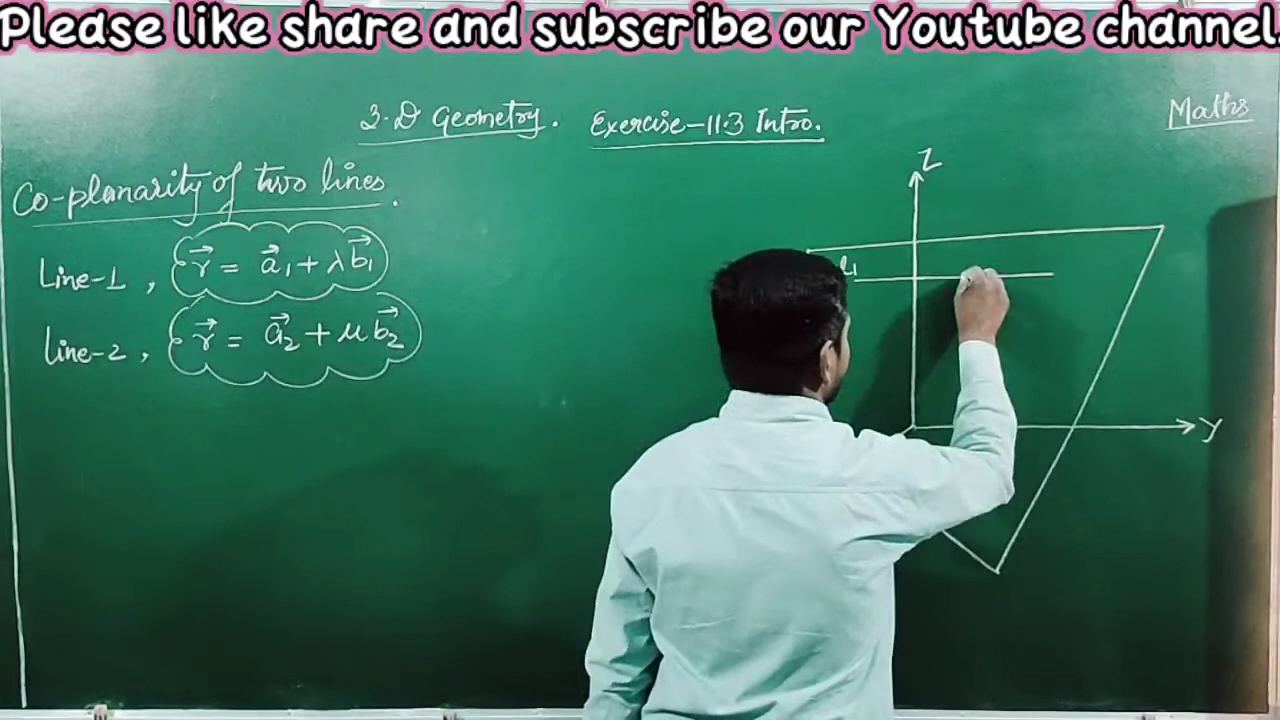 Please like share and subscribe our Youtube channel.
3-D Geometry. Exercise-11.3 Intro.
Maths
Co-planarity of two lines.
Line-1, r⃗ = a⃗₁ + λb⃗₁
Line-2, r⃗ = a⃗₂ + μb⃗₂
Z
l₁
Y